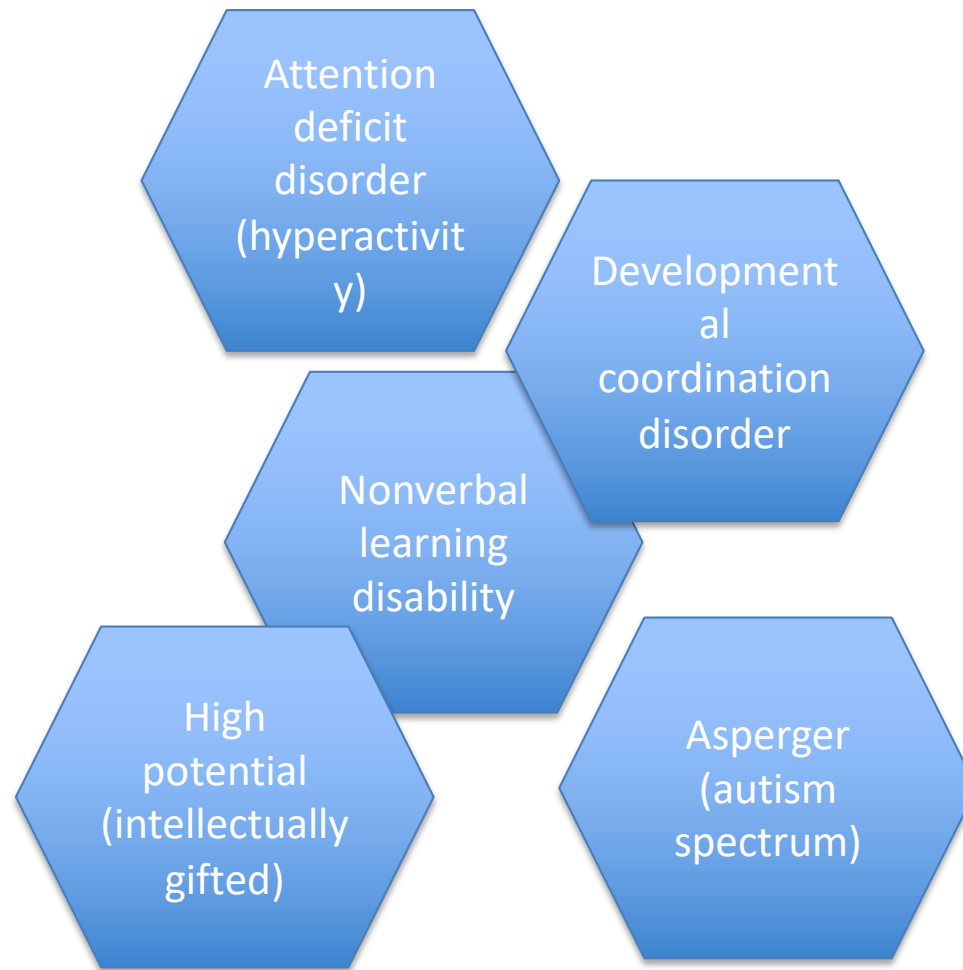 Attention
deficit
disorder
(hyperactivit
y)
Development
al
coordination
disorder
Nonverbal
learning
disability
High
potential
(intellectually
gifted)
Asperger
(autism
spectrum)